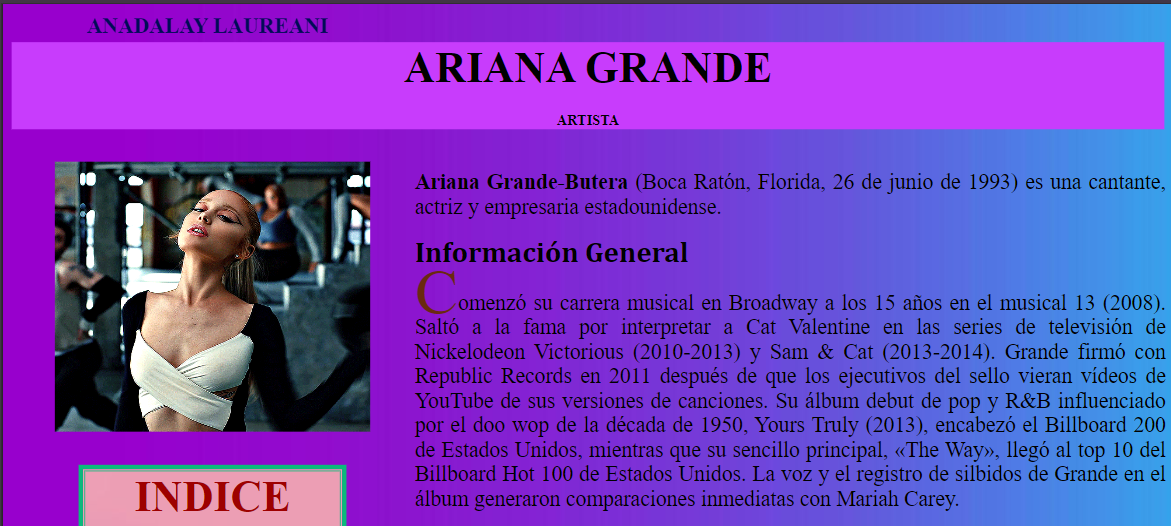 ANADALAY LAUREANI
ARIANA GRANDE
ARTISTA
Ariana Grande-Butera (Boca Ratón, Florida, 26 de junio de 1993) es una cantante,
actriz y empresaria estadounidense.
Información General
Comenzó su carrera musical en Broadway a los 15 años en el musical 13 (2008).
Saltó a la fama por interpretar a Cat Valentine en las series de televisión de
Nickelodeon Victorious (2010-2013) y Sam & Cat (2013-2014). Grande firmó con
Republic Records en 2011 después de que los ejecutivos del sello vieran vídeos de
YouTube de sus versiones de canciones. Su álbum debut de pop y R&B influenciado
por el doo wop de la década de 1950, Yours Truly (2013), encabezó el Billboard 200
de Estados Unidos, mientras que su sencillo principal, «The Way», llegó al top 10 del
Billboard Hot 100 de Estados Unidos. La voz y el registro de silbidos de Grande en el
álbum generaron comparaciones inmediatas con Mariah Carey.
INDICE